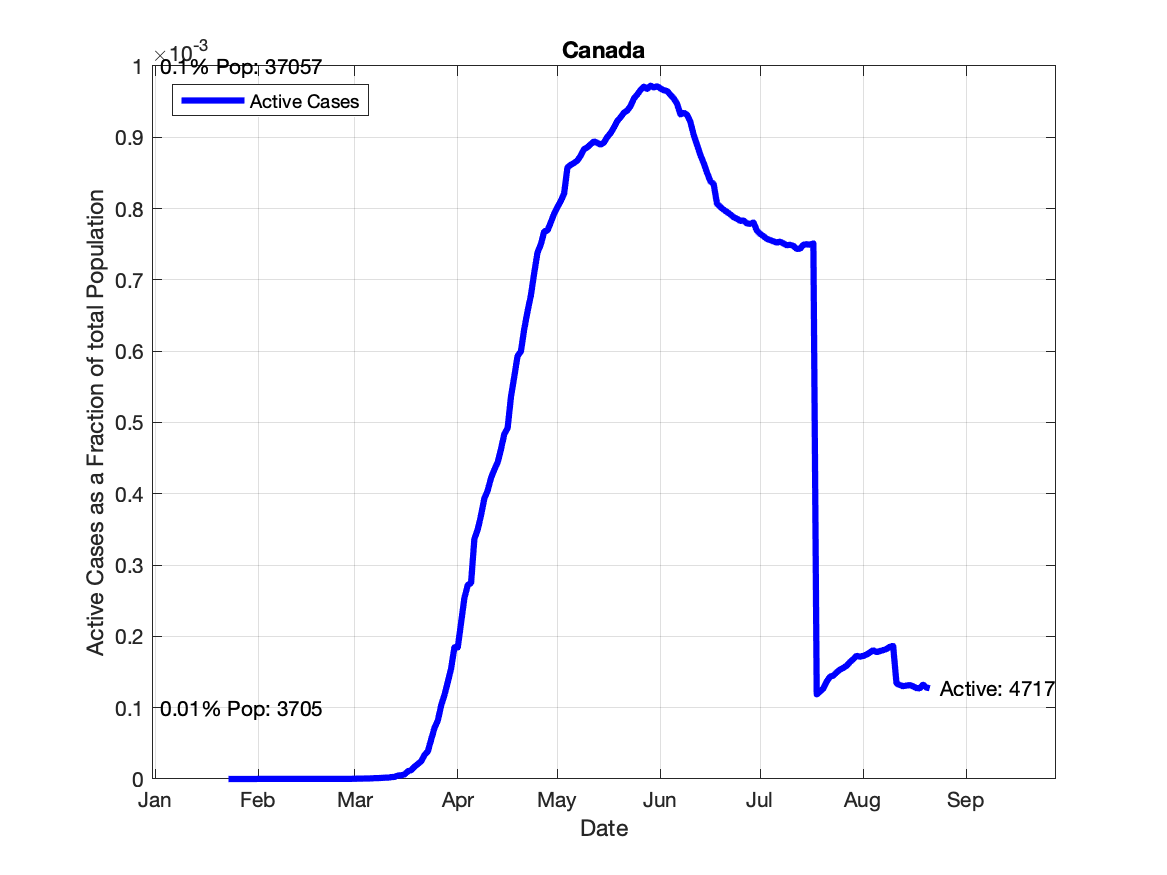 Canada
×10-3
0.1% Pop: 37057
Active Cases
1
0.9
0.8
0.7
0.6
0.5
0.4
0.3
0.2
0.1
0
Active Cases as a Fraction of total Population
0.01% Pop: 3705
Active: 4717
Jan Feb Mar Apr May Jun Jul Aug Sep
Date